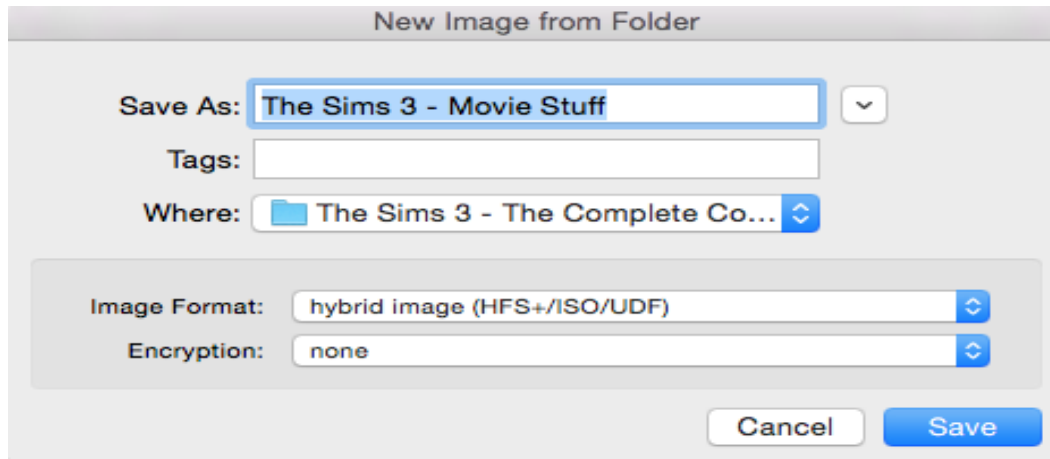 New Image from Folder
Save As: The Sims 3 - Movie Stuff
Tags:
Where: The Sims 3 - The Complete Co...
Image Format: hybrid image (HFS+/ISO/UDF)
Encryption: none
Cancel Save